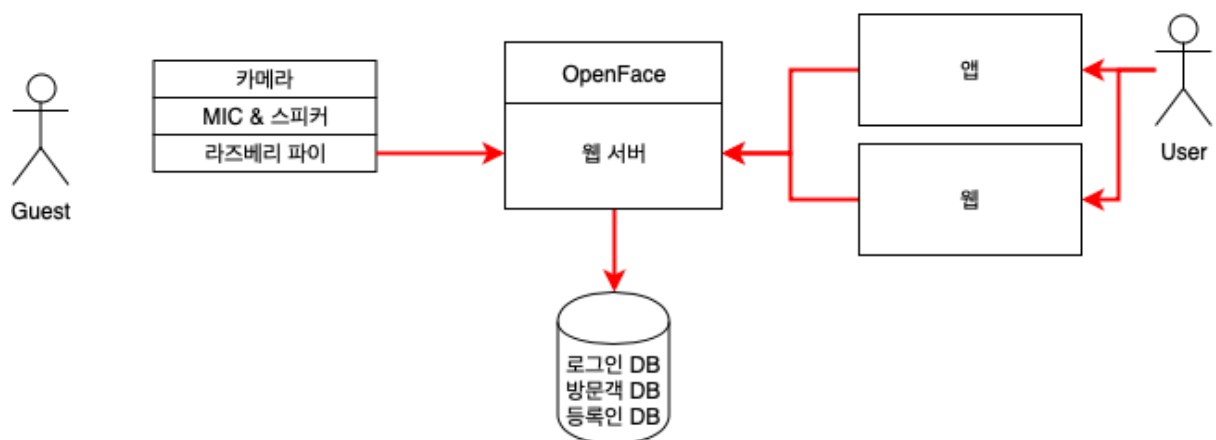 Guest
카메라
MIC & 스피커
라즈베리 파이
OpenFace
웹 서버
로그인 DB
방문객 DB
등록인 DB
앱
웹
User